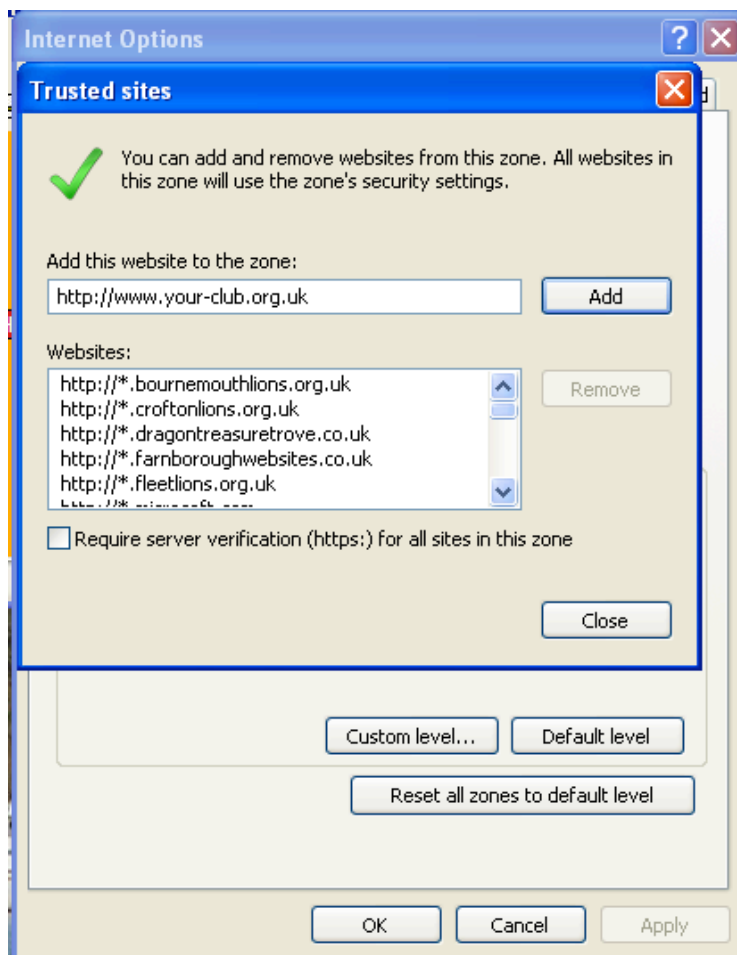 Internet Options
Trusted sites
You can add and remove websites from this zone. All websites in
this zone will use the zone's security settings.
Add this website to the zone:
http://www.your-club.org.uk
Add
Websites:
http://*.bournemouthlions.org.uk
Remove
http://*.croftonlions.org.uk
http://*.dragontreasuretrove.co.uk
http://*.farnboroughwebsites.co.uk
http://*.fleetlions.org.uk
http://*.microsoft.com
Require server verification (https:) for all sites in this zone
Close
Custom level...
Default level
Reset all zones to default level
OK
Cancel
Apply